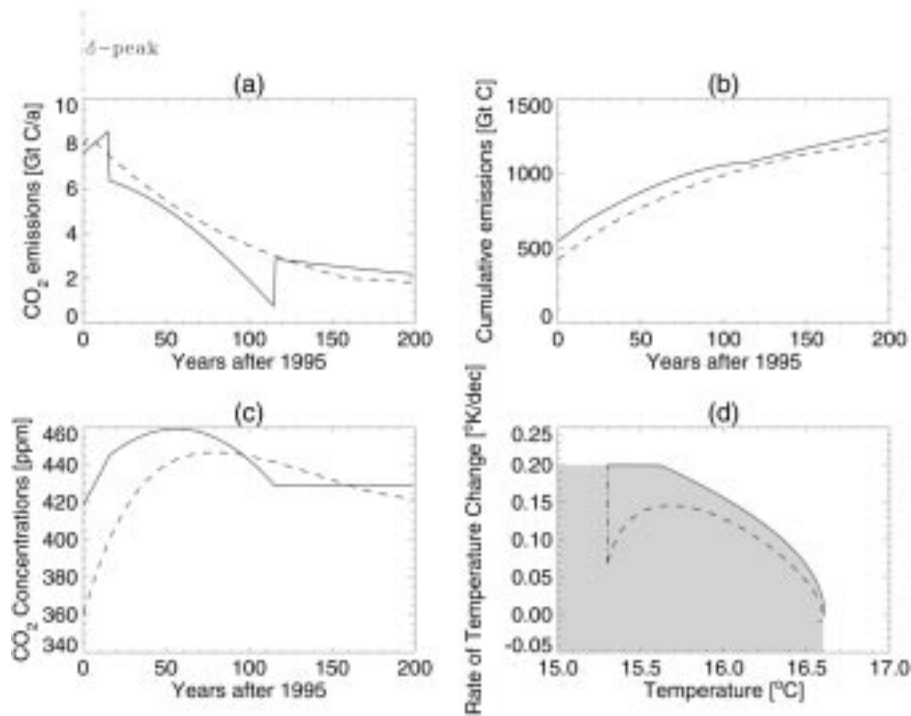 δ-peak
(a)
CO2 emissions [Gt C/a]
10
8
6
4
2
0
0 50 100 150 200
Years after 1995
(b)
Cumulative emissions [Gt C]
1500
1000
500
0
0 50 100 150 200
Years after 1995
(c)
CO2 Concentrations [ppm]
460
440
420
400
380
360
340
0 50 100 150 200
Years after 1995
(d)
Rate of Temperature Change [°K/dec]
0.25
0.20
0.15
0.10
0.05
0.00
-0.05
15.0 15.5 16.0 16.5 17.0
Temperature [°C]